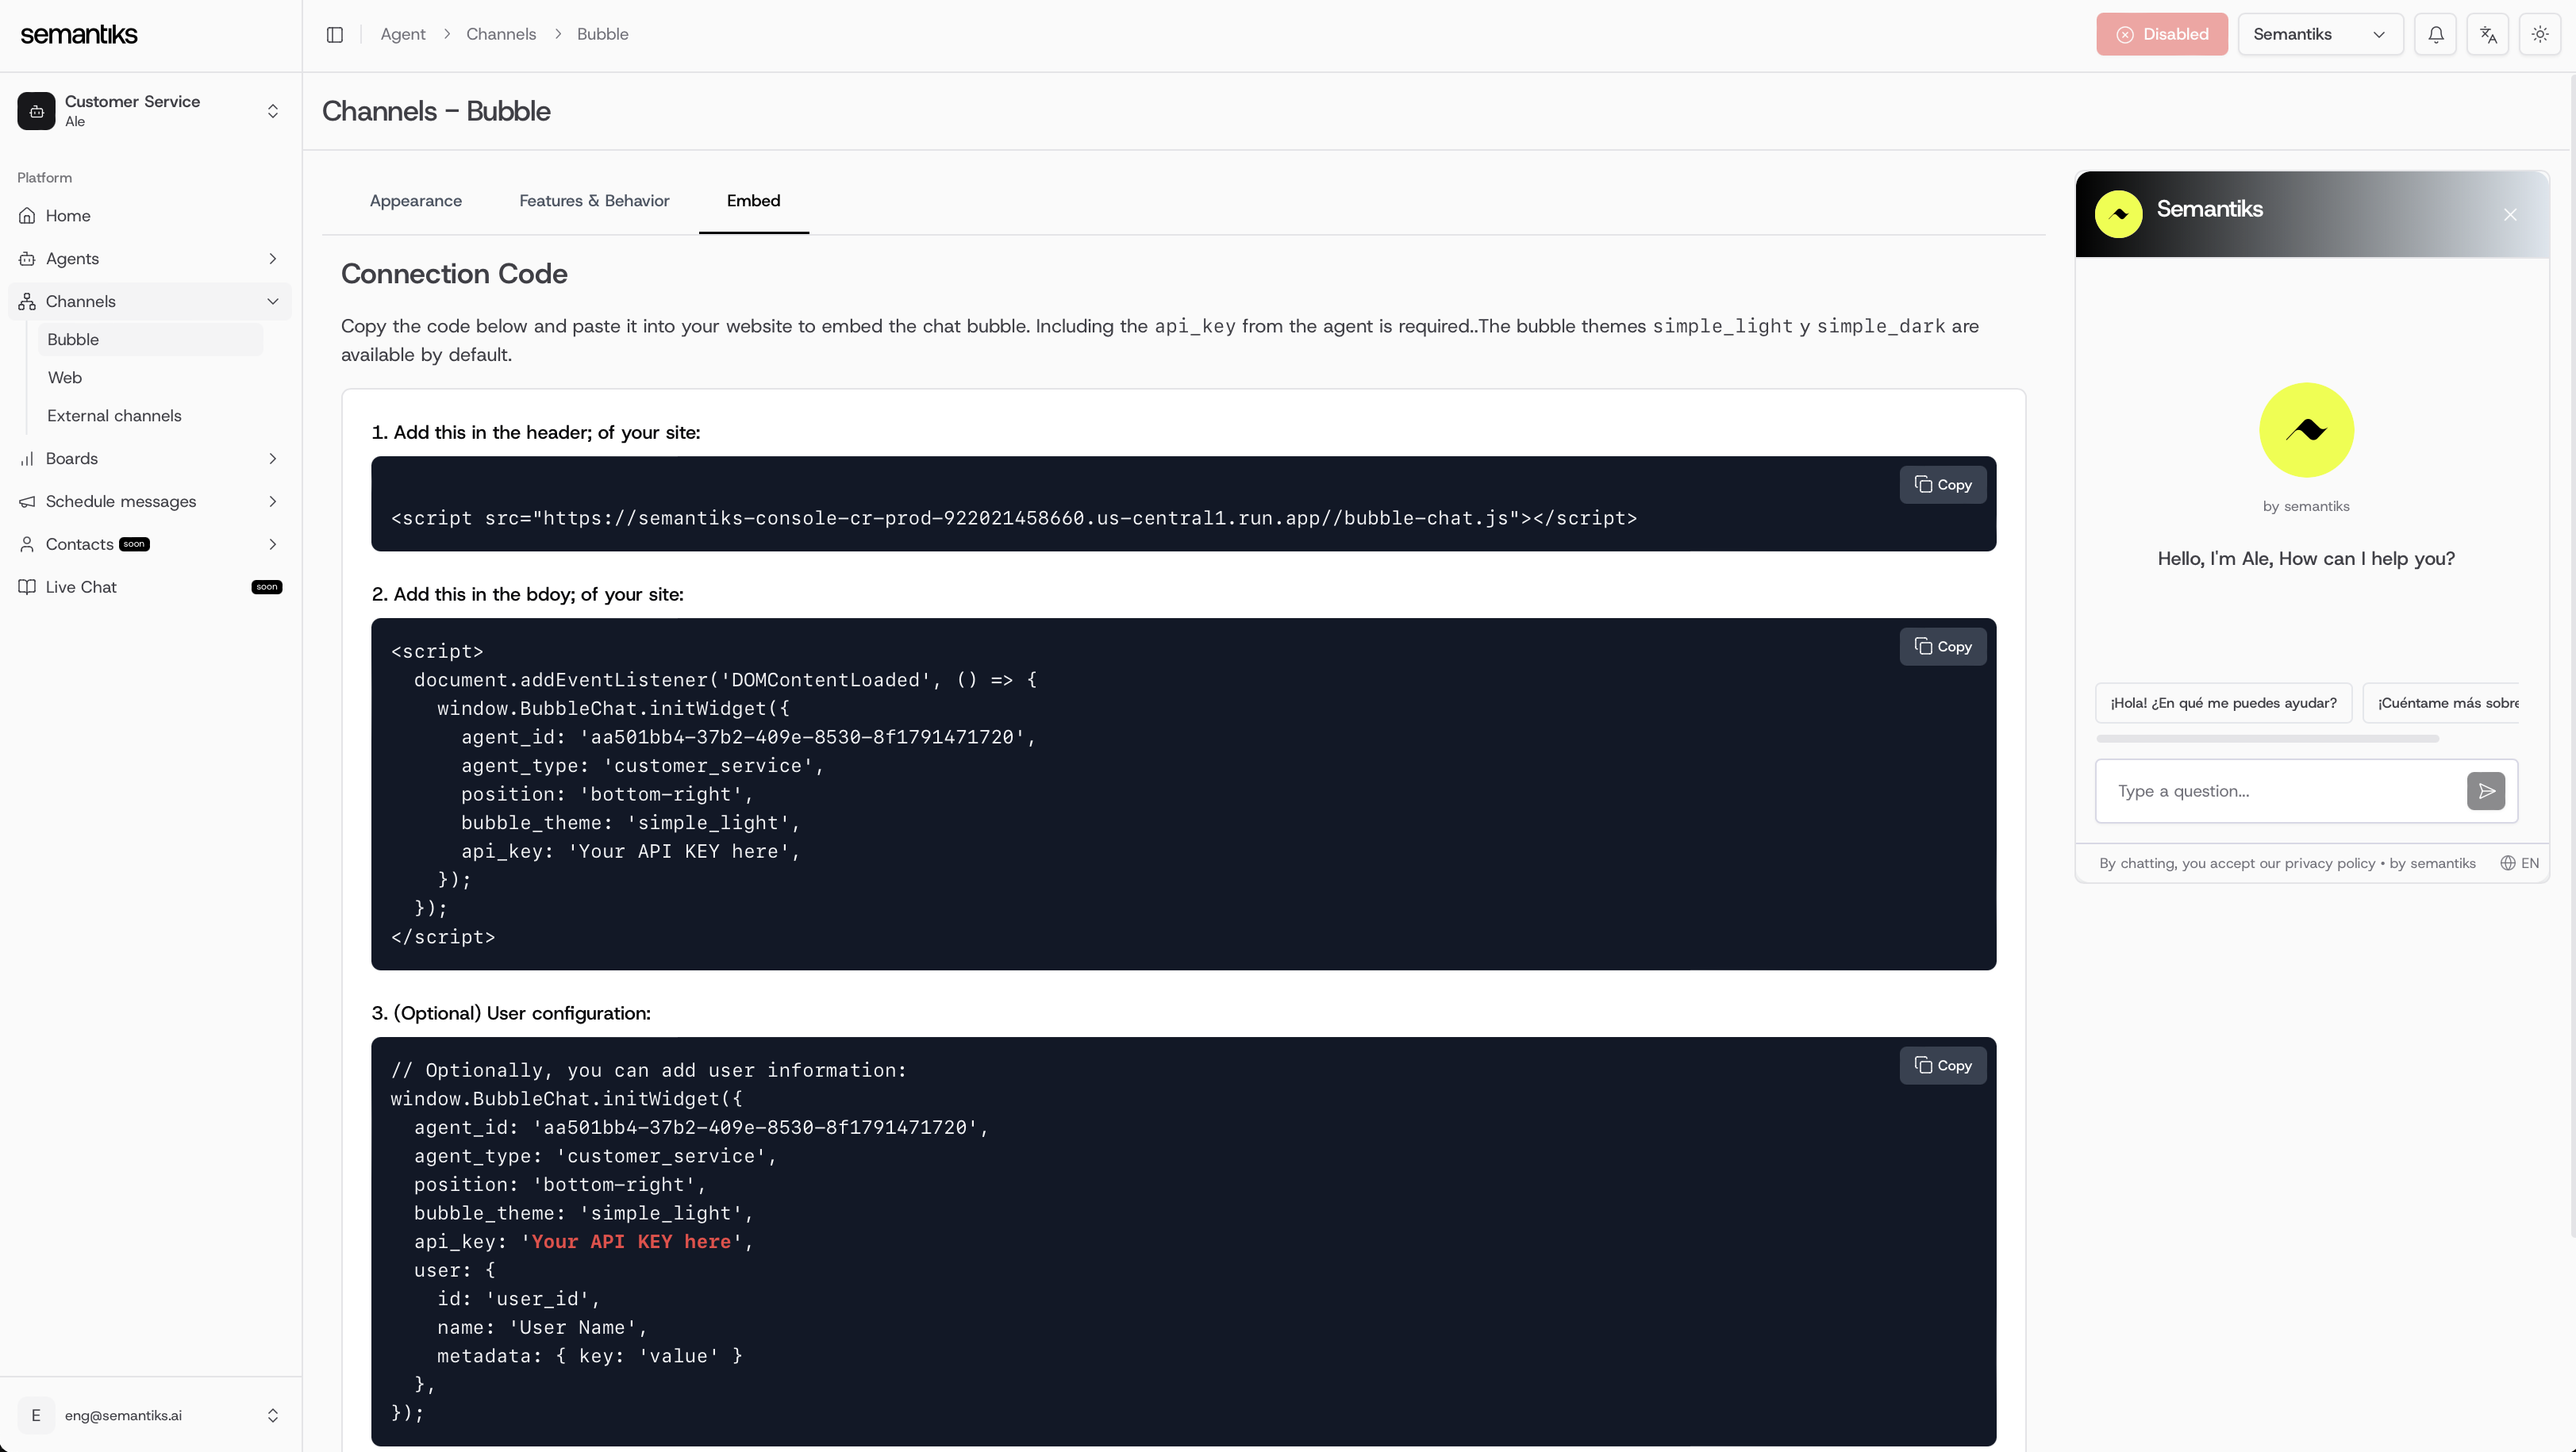 semantiks
Agent > Channels > Bubble
Disabled
Semantiks
Customer Service
Ale
Platform
Home
Agents
Channels
Bubble
Web
External channels
Boards
Schedule messages
Contacts soon
Live Chat soon
E eng@semantiks.ai
Channels - Bubble
Appearance Features & Behavior Embed
Connection Code
Copy the code below and paste it into your website to embed the chat bubble. Including the api_key from the agent is required..The bubble themes simple_light y simple_dark are
available by default.
1. Add this in the header; of your site:
Copy
<script src="https://semantiks-console-cr-prod-922021458660.us-central1.run.app//bubble-chat.js"></script>
2. Add this in the bdoy; of your site:
Copy
<script>
document.addEventListener('DOMContentLoaded', () => {
window.BubbleChat.initWidget({
agent_id: 'aa501bb4-37b2-409e-8530-8f1791471720',
agent_type: 'customer_service',
position: 'bottom-right',
bubble_theme: 'simple_light',
api_key: 'Your API KEY here',
});
});
</script>
3. (Optional) User configuration:
Copy
// Optionally, you can add user information:
window.BubbleChat.initWidget({
agent_id: 'aa501bb4-37b2-409e-8530-8f1791471720',
agent_type: 'customer_service',
position: 'bottom-right',
bubble_theme: 'simple_light',
api_key: 'Your API KEY here',
user: {
id: 'user_id',
name: 'User Name',
metadata: { key: 'value' }
},
});
Semantiks
by semantiks
Hello, I'm Ale, How can I help you?
¡Hola! ¿En qué me puedes ayudar? ¡Cuéntame más sobre
Type a question...
By chatting, you accept our privacy policy • by semantiks EN